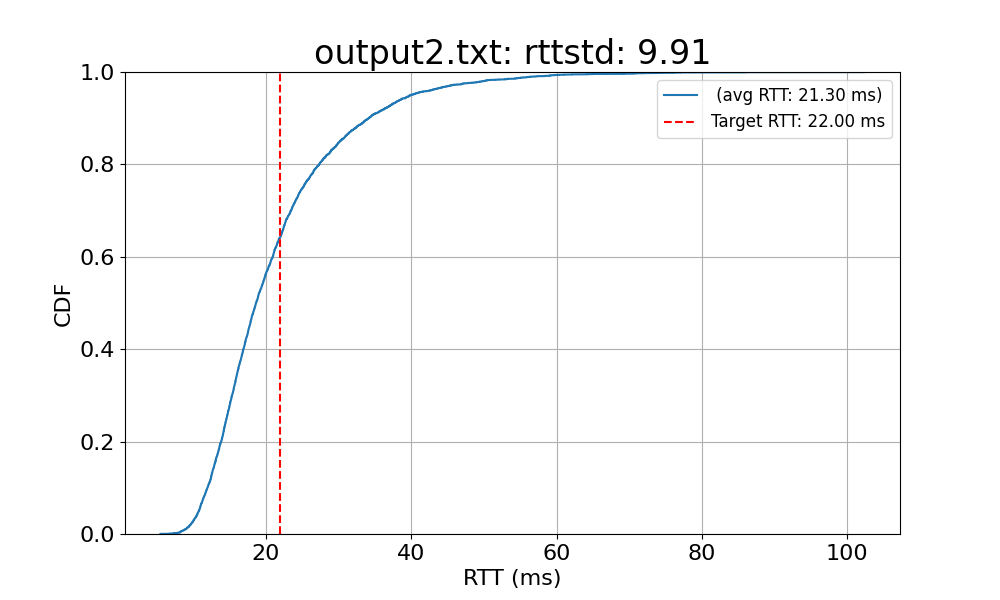 output2.txt: rttstd: 9.91
1.0
0.8
0.6
0.4
0.2
0.0
CDF
(avg RTT: 21.30 ms)
Target RTT: 22.00 ms
20 40 60 80 100
RTT (ms)